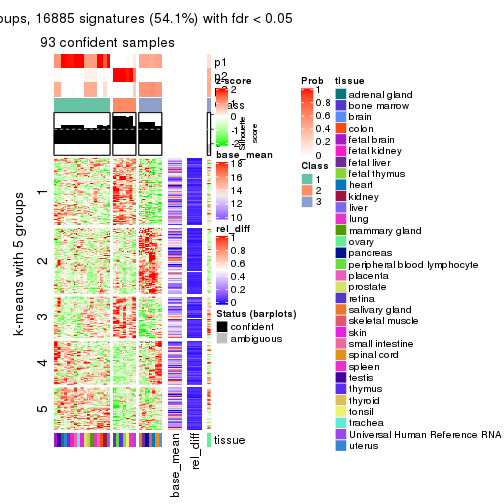 oups, 16885 signatures (54.1%) with fdr < 0.05
93 confident samples
p1
p2
Class
silhouette
score
k-means with 5 groups
1
2
3
4
5
tissue
base_mean
rel_diff
z-score
2
1
0
-1
-2
base_mean
18
16
14
12
10
rel_diff
1
0.8
0.6
0.4
0.2
0
Status (barplots)
confident
ambiguous
Prob
1
0.8
0.6
0.4
0.2
0
Class
1
2
3
tissue
adrenal gland
bone marrow
brain
colon
fetal brain
fetal kidney
fetal liver
fetal thymus
heart
kidney
liver
lung
mammary gland
ovary
pancreas
peripheral blood lymphocyte
placenta
prostate
retina
salivary gland
skeletal muscle
skin
small intestine
spinal cord
spleen
testis
thymus
thyroid
tonsil
trachea
Universal Human Reference RNA
uterus